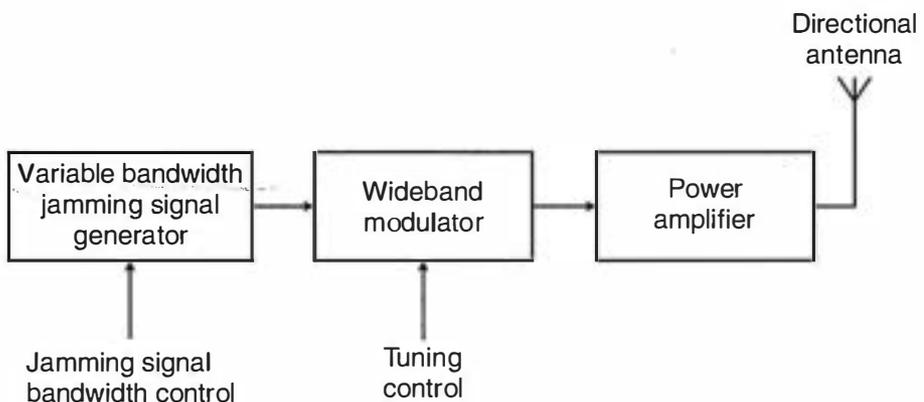 Directional
antenna
Variable bandwidth
jamming signal
generator
Wideband
modulator
Power
amplifier
Jamming signal
bandwidth control
Tuning
control